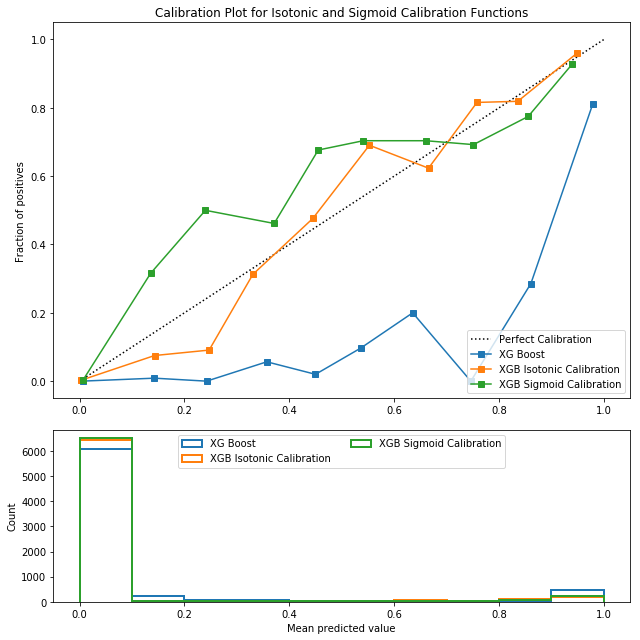 Calibration Plot for Isotonic and Sigmoid Calibration Functions
1.0
0.8
0.6
0.4
0.2
0.0
Fraction of positives
Perfect Calibration
XG Boost
XGB Isotonic Calibration
XGB Sigmoid Calibration
0.0 0.2 0.4 0.6 0.8 1.0
XG Boost
XGB Isotonic Calibration
XGB Sigmoid Calibration
6000
5000
4000
3000
2000
1000
0
Count
0.0 0.2 0.4 0.6 0.8 1.0
Mean predicted value